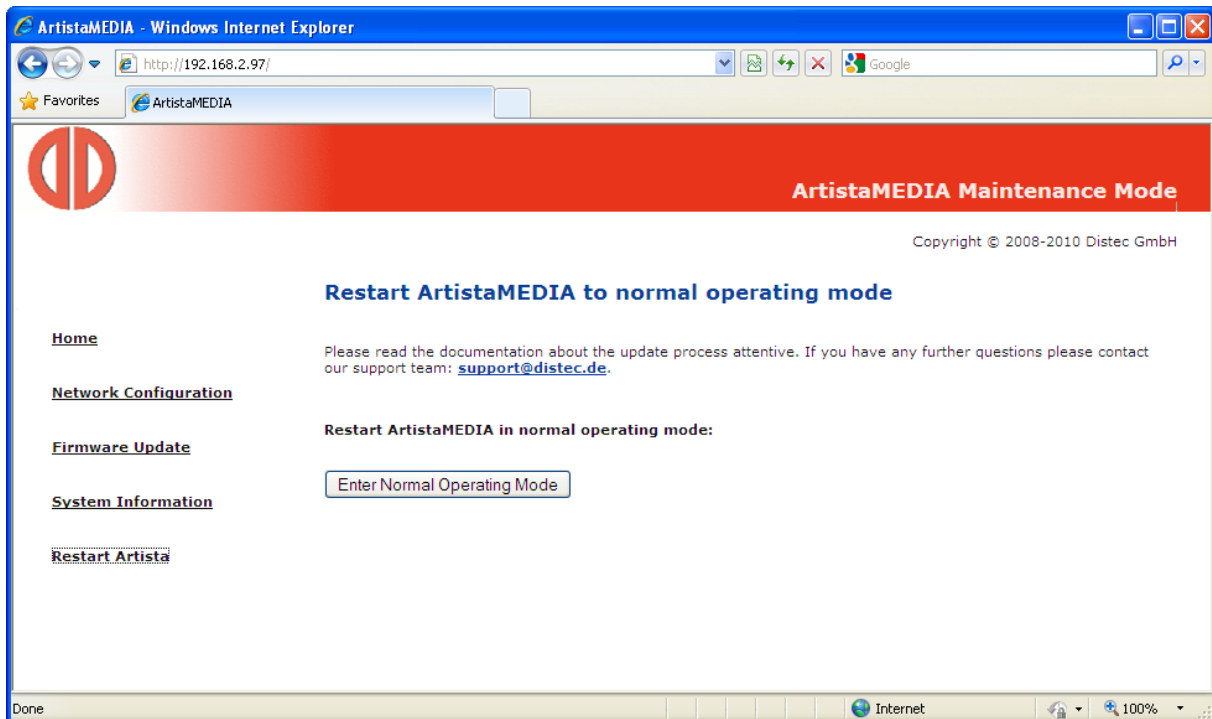 ArtistaMEDIA - Windows Internet Explorer
http://192.168.2.97/
Google
Favorites
ArtistaMEDIA
ArtistaMEDIA Maintenance Mode
Copyright © 2008-2010 Distec GmbH
Restart ArtistaMEDIA to normal operating mode
Home
Please read the documentation about the update process attentive. If you have any further questions please contact
our support team: support@distec.de.
Network Configuration
Restart ArtistaMEDIA in normal operating mode:
Firmware Update
Enter Normal Operating Mode
System Information
Restart Artista
Done
Internet
100%